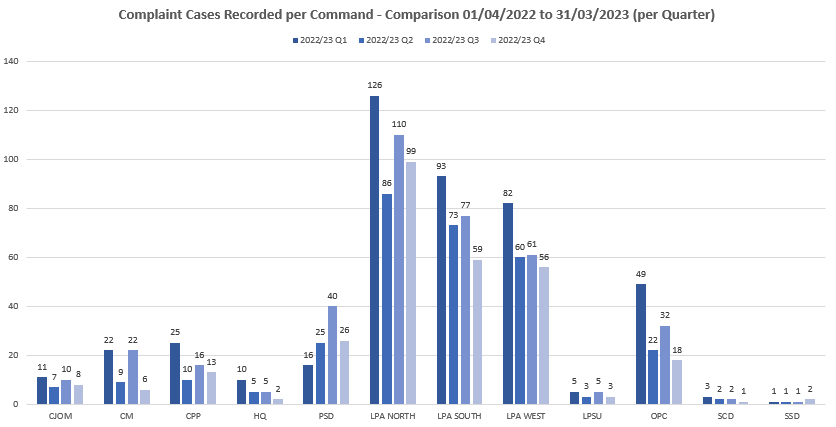 Complaint Cases Recorded per Command - Comparison 01/04/2022 to 31/03/2023 (per Quarter)
2022/23 Q1 2022/23 Q2 2022/23 Q3 2022/23 Q4
140
120
100
80
60
40
20
0
11 7 10 8
22 9 22 6
25 10 16 13
10 5 5 2
16 25 40 26
126 86 110 99
93 73 77 59
82 60 61 56
5 3 5 3
49 22 32 18
3 2 2 1
1 1 1 2
CJOM CM CPP HQ PSD LPA NORTH LPA SOUTH LPA WEST LPSU OPC SCD SSD